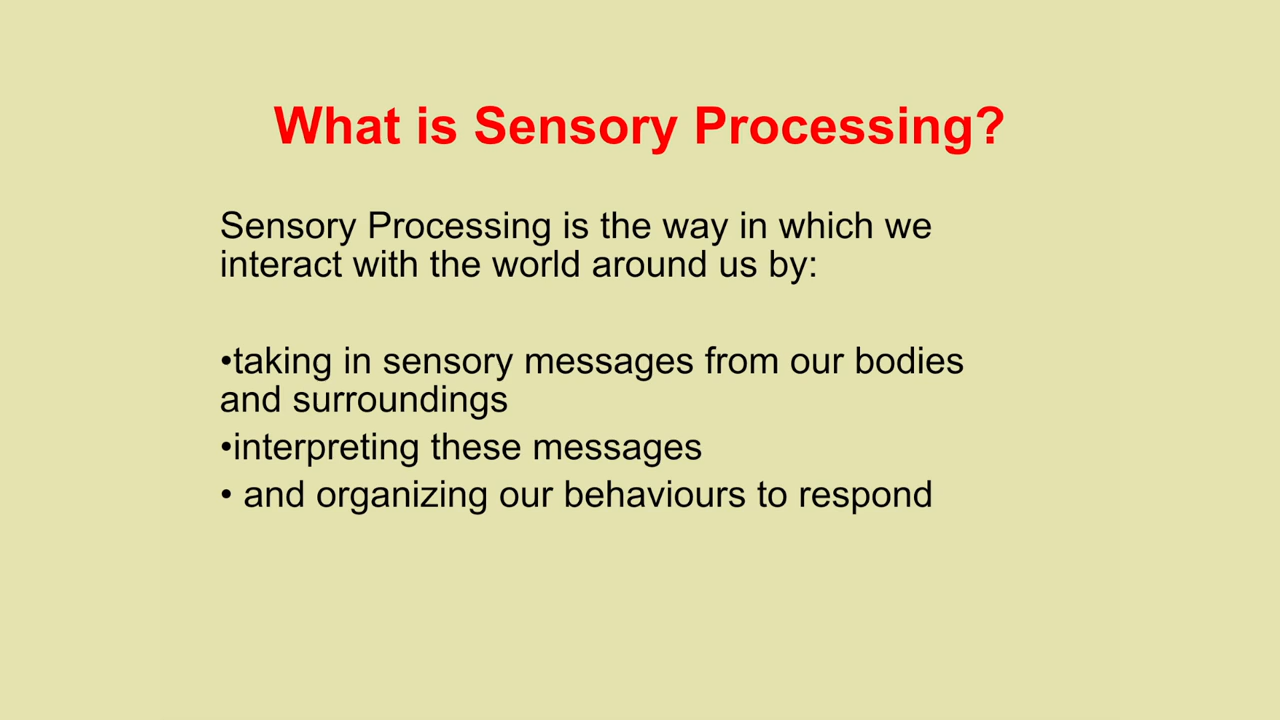 What is Sensory Processing?
Sensory Processing is the way in which we
interact with the world around us by:
•taking in sensory messages from our bodies
and surroundings
•interpreting these messages
• and organizing our behaviours to respond